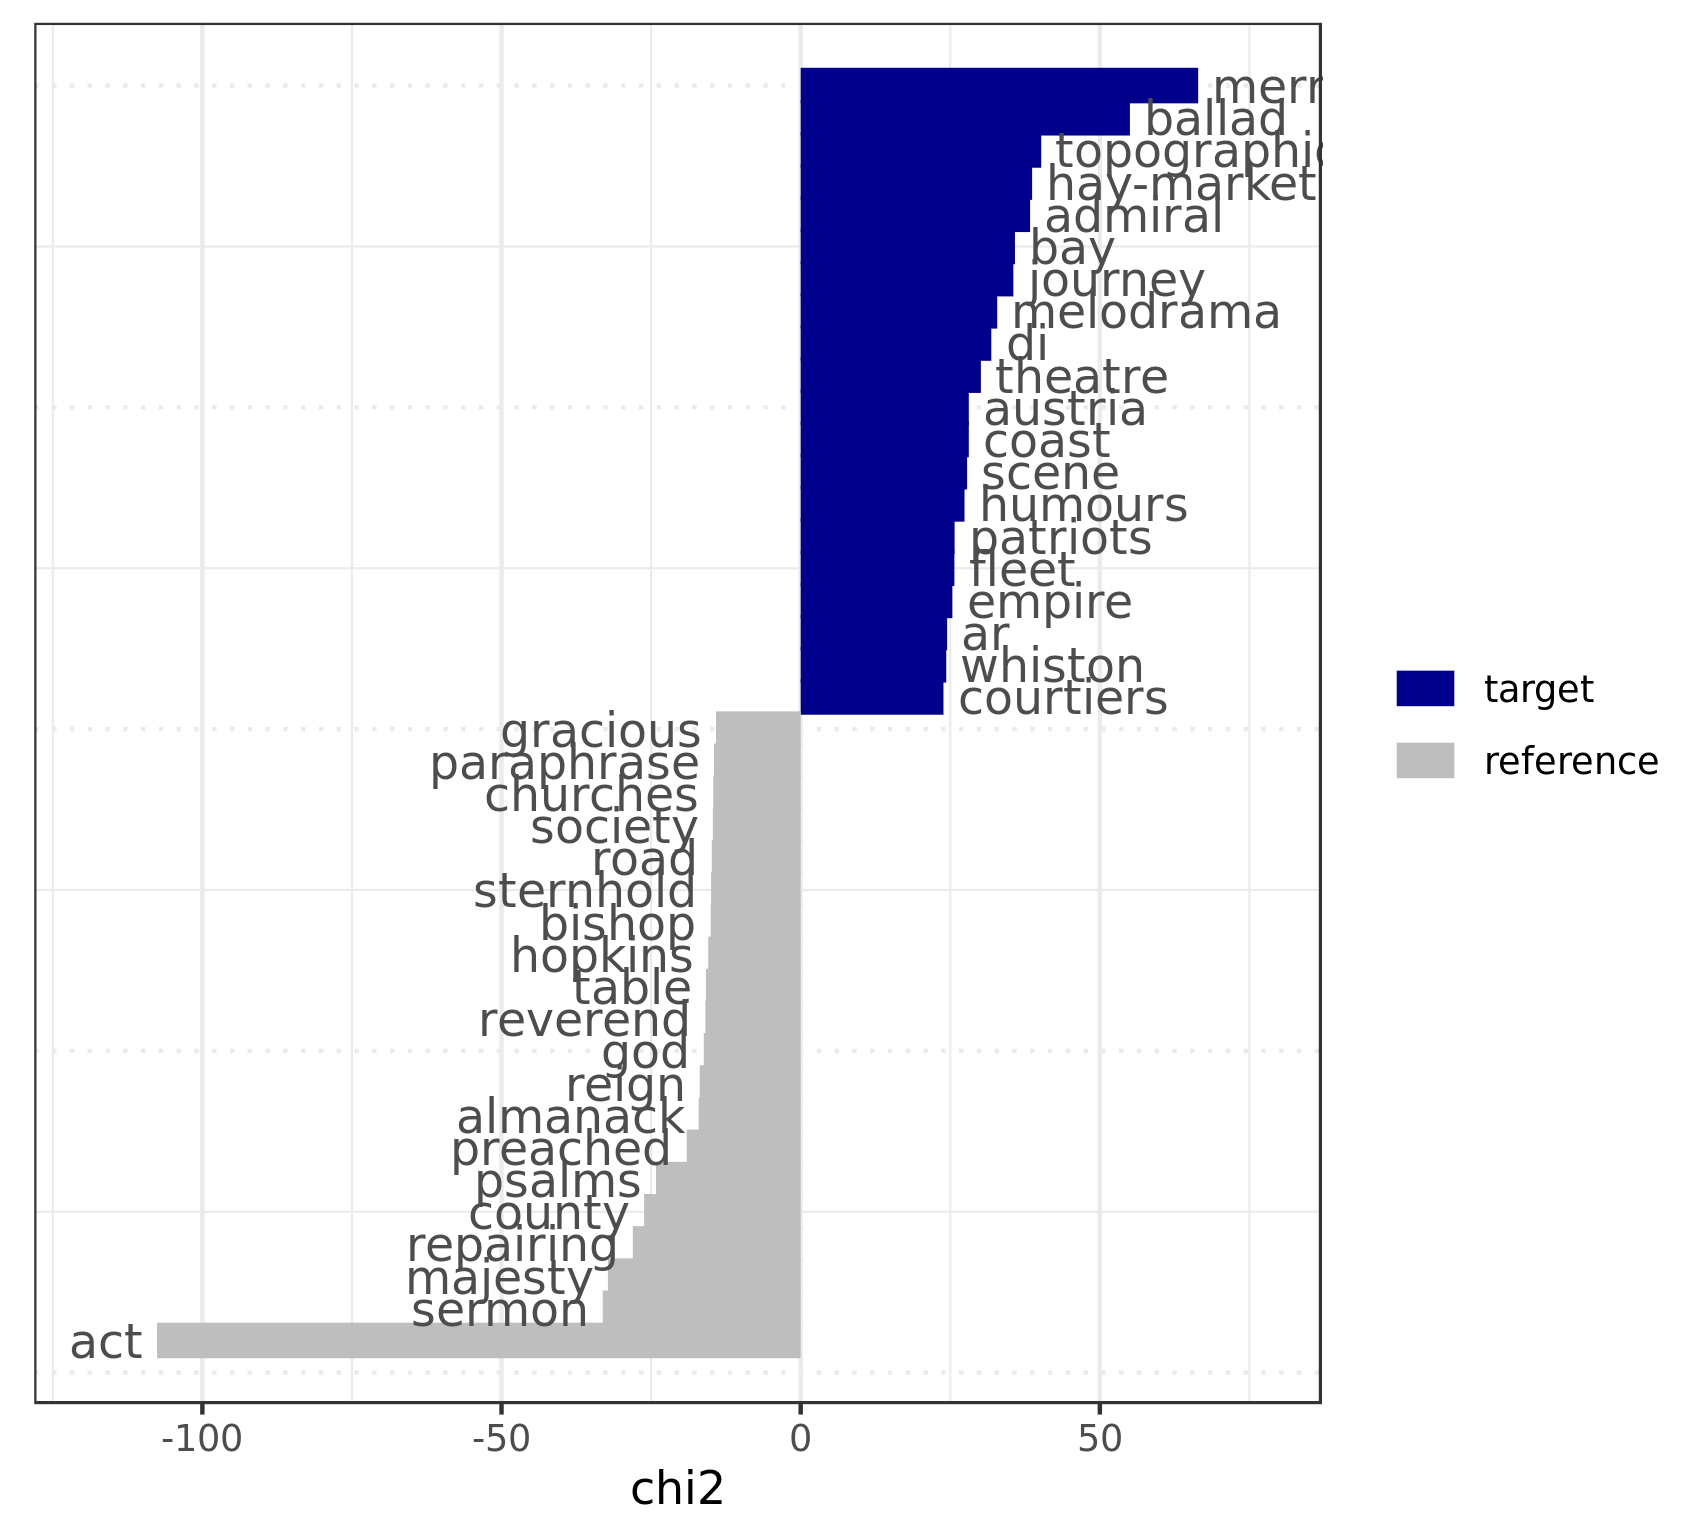 merr
ballad
topographic
hay-market
admiral
bay
journey
melodrama
di
theatre
austria
coast
scene
humours
patriots
fleet
empire
ar
whiston
courtiers
gracious
paraphrase
churches
society
road
sternhold
bishop
hopkins
table
reverend
god
reign
almanack
preached
psalms
county
repairing
majesty
sermon
act
-100 -50 0 50
chi2
target
reference